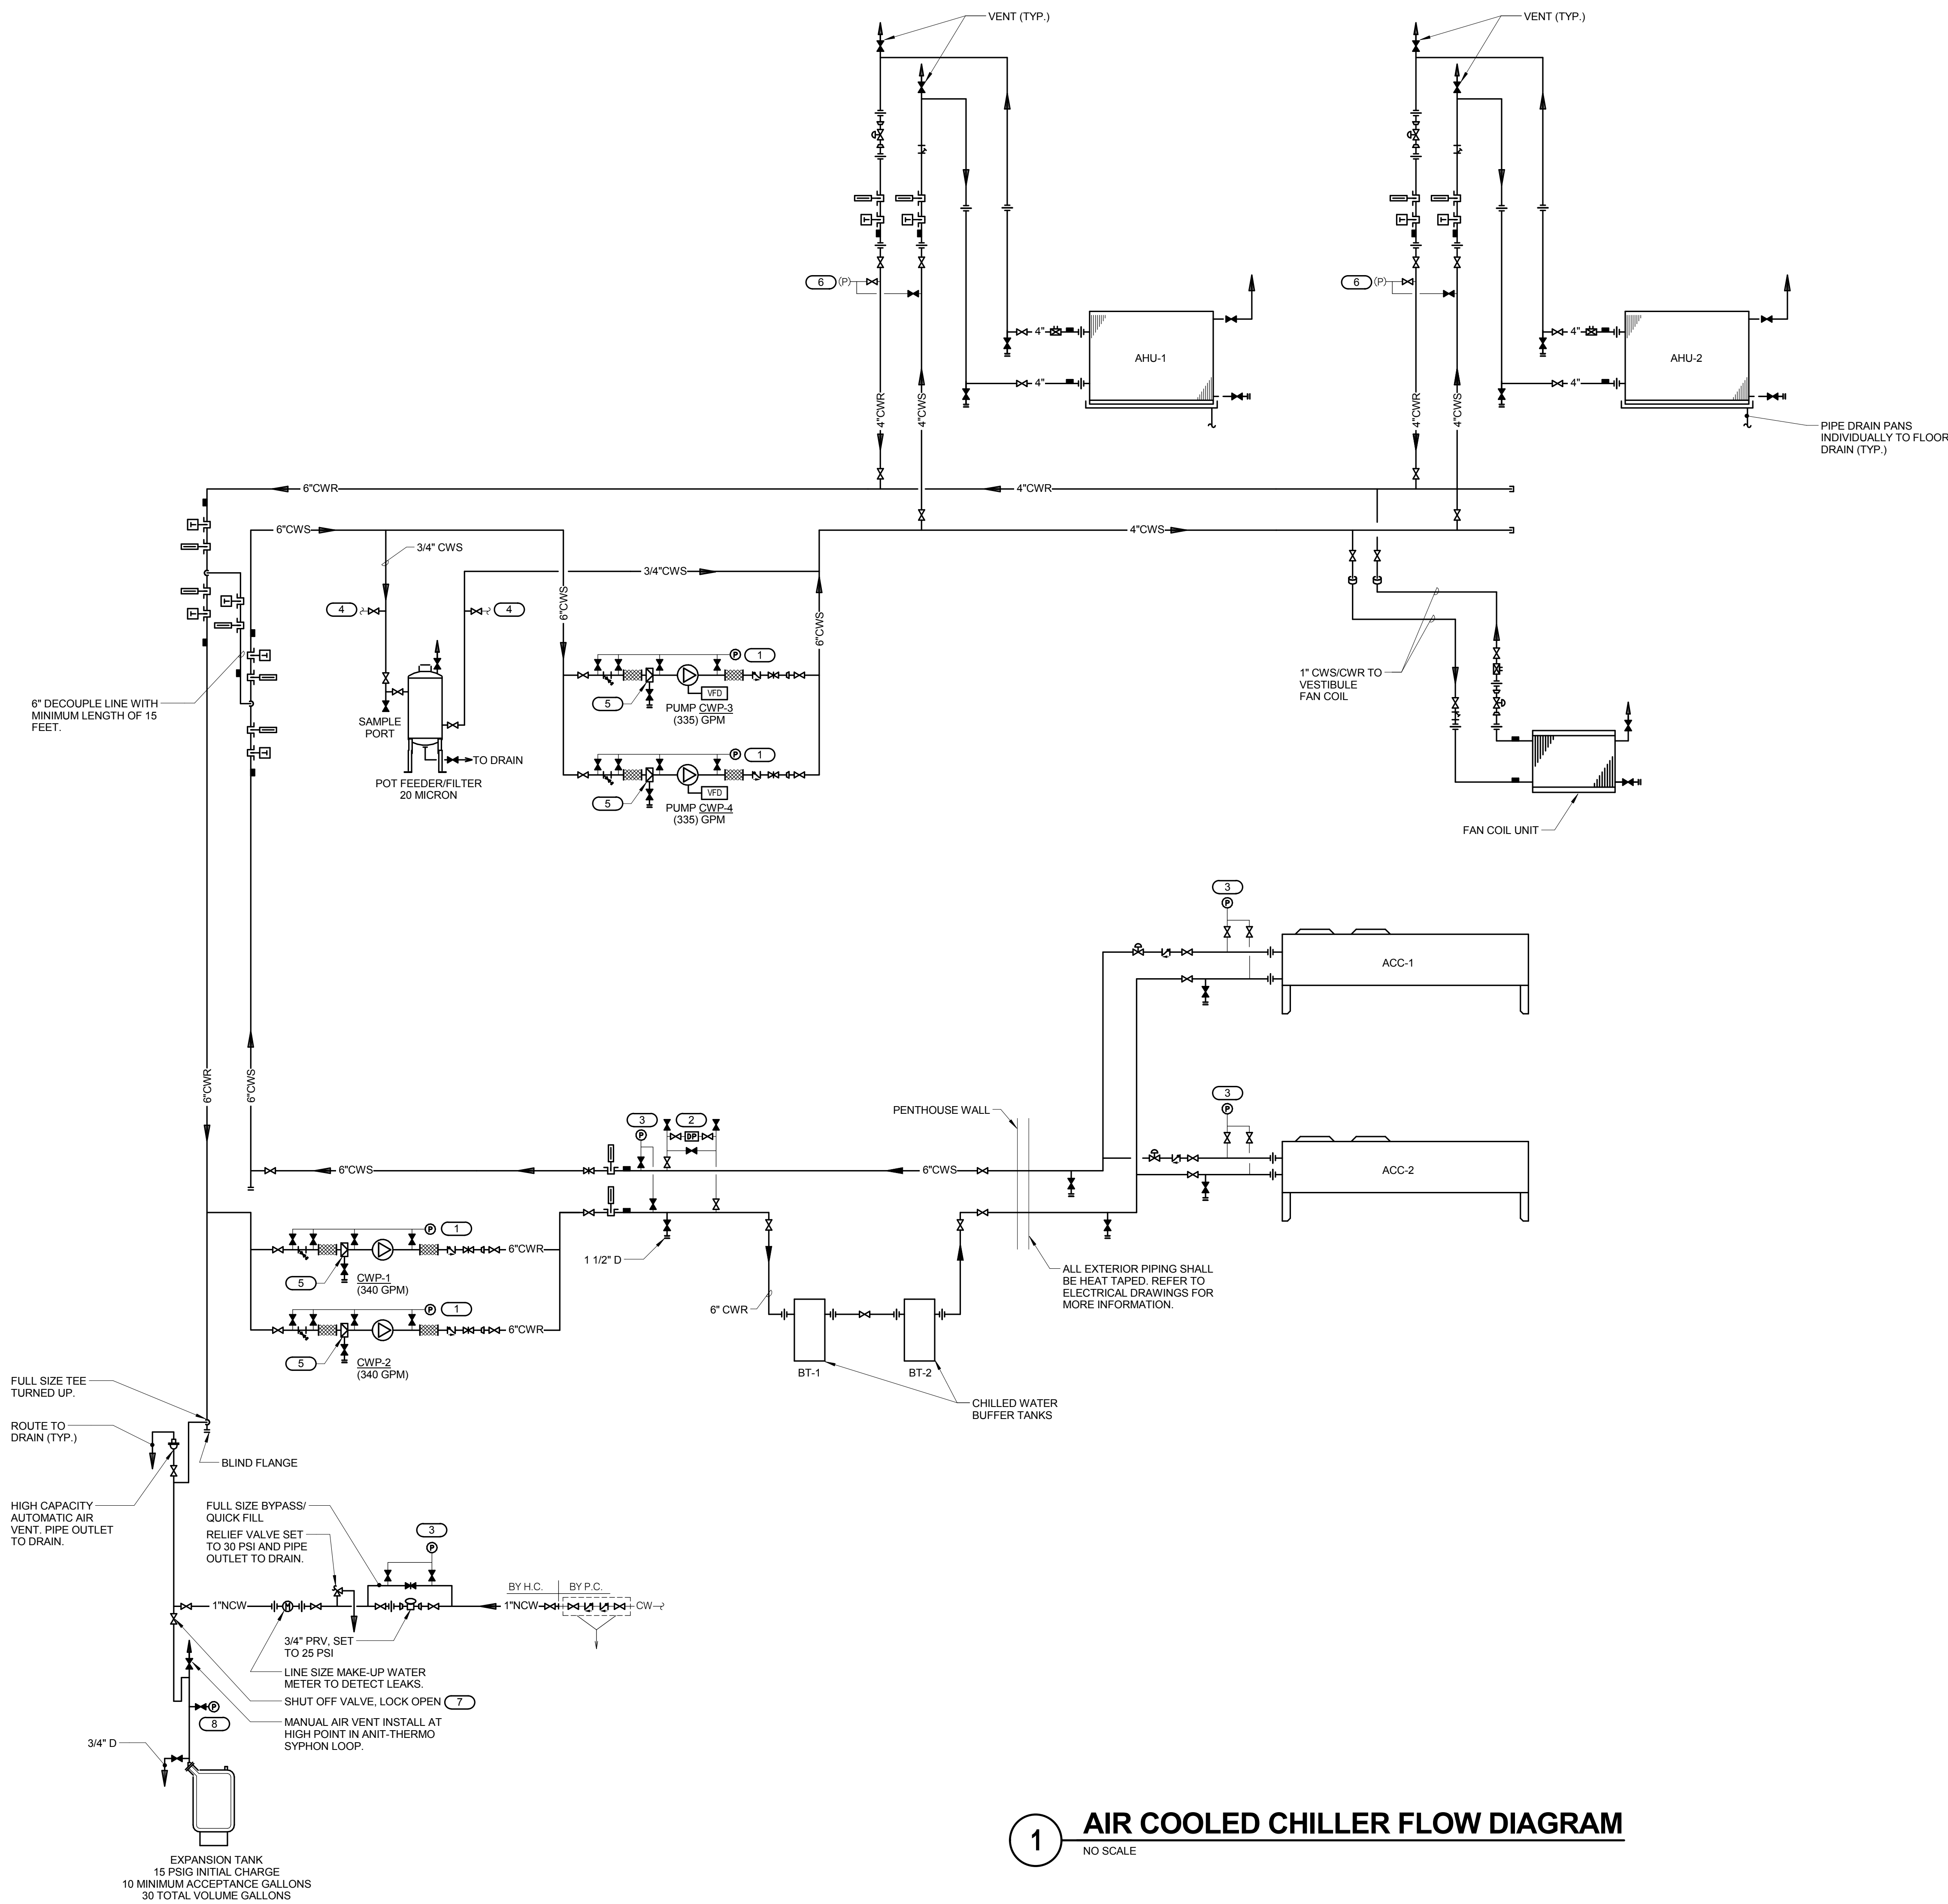 VENT (TYP.)
VENT (TYP.)
6
(P)
6
(P)
4"
4"
AHU-1
4"
4"
AHU-2
4"CWR
4"CWS
4"CWR
4"CWS
PIPE DRAIN PANS
INDIVIDUALLY TO FLOOR
DRAIN (TYP.)
6"CWR
4"CWR
6"CWS
4"CWS
3/4" CWS
3/4"CWS
4
4
6"CWS
6"CWS
P
1
5
VFD
PUMP CWP-3
(335) GPM
1" CWS/CWR TO
VESTIBULE
FAN COIL
6" DECOUPLE LINE WITH
MINIMUM LENGTH OF 15
FEET.
SAMPLE
PORT
TO DRAIN
POT FEEDER/FILTER
20 MICRON
P
1
5
VFD
PUMP CWP-4
(335) GPM
FAN COIL UNIT
3
P
ACC-1
3
P
ACC-2
6"CWR
6"CWS
PENTHOUSE WALL
3
P
2
DP
6"CWS
6"CWS
P
1
6"CWR
5
CWP-1
(340 GPM)
1 1/2" D
ALL EXTERIOR PIPING SHALL
BE HEAT TAPED. REFER TO
ELECTRICAL DRAWINGS FOR
MORE INFORMATION.
6" CWR
P
1
6"CWR
5
CWP-2
(340 GPM)
BT-1
BT-2
CHILLED WATER
BUFFER TANKS
FULL SIZE TEE
TURNED UP.
ROUTE TO
DRAIN (TYP.)
BLIND FLANGE
HIGH CAPACITY
AUTOMATIC AIR
VENT. PIPE OUTLET
TO DRAIN.
FULL SIZE BYPASS/
QUICK FILL
RELIEF VALVE SET
TO 30 PSI AND PIPE
OUTLET TO DRAIN.
3
P
BY H.C.
BY P.C.
1"NCW
M
1"NCW
CW
3/4" PRV, SET
TO 25 PSI
LINE SIZE MAKE-UP WATER
METER TO DETECT LEAKS.
SHUT OFF VALVE, LOCK OPEN
7
P
8
MANUAL AIR VENT INSTALL AT
HIGH POINT IN ANIT-THERMO
SYPHON LOOP.
3/4" D
EXPANSION TANK
15 PSIG INITIAL CHARGE
10 MINIMUM ACCEPTANCE GALLONS
30 TOTAL VOLUME GALLONS
1
AIR COOLED CHILLER FLOW DIAGRAM
NO SCALE